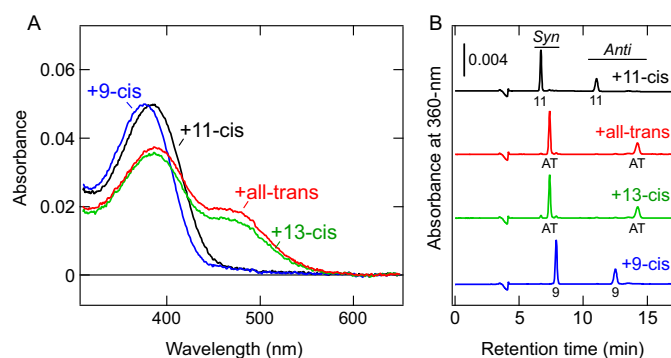 A
Absorbance
0.06
0.04
0.02
0
+9-cis
+11-cis
+all-trans
+13-cis
400
500
600
Wavelength (nm)
B
Absorbance at 360-nm
0.004
Syn
Anti
+11-cis
11
11
+all-trans
AT
AT
+13-cis
AT
AT
+9-cis
9
9
0
5
10
15
Retention time (min)